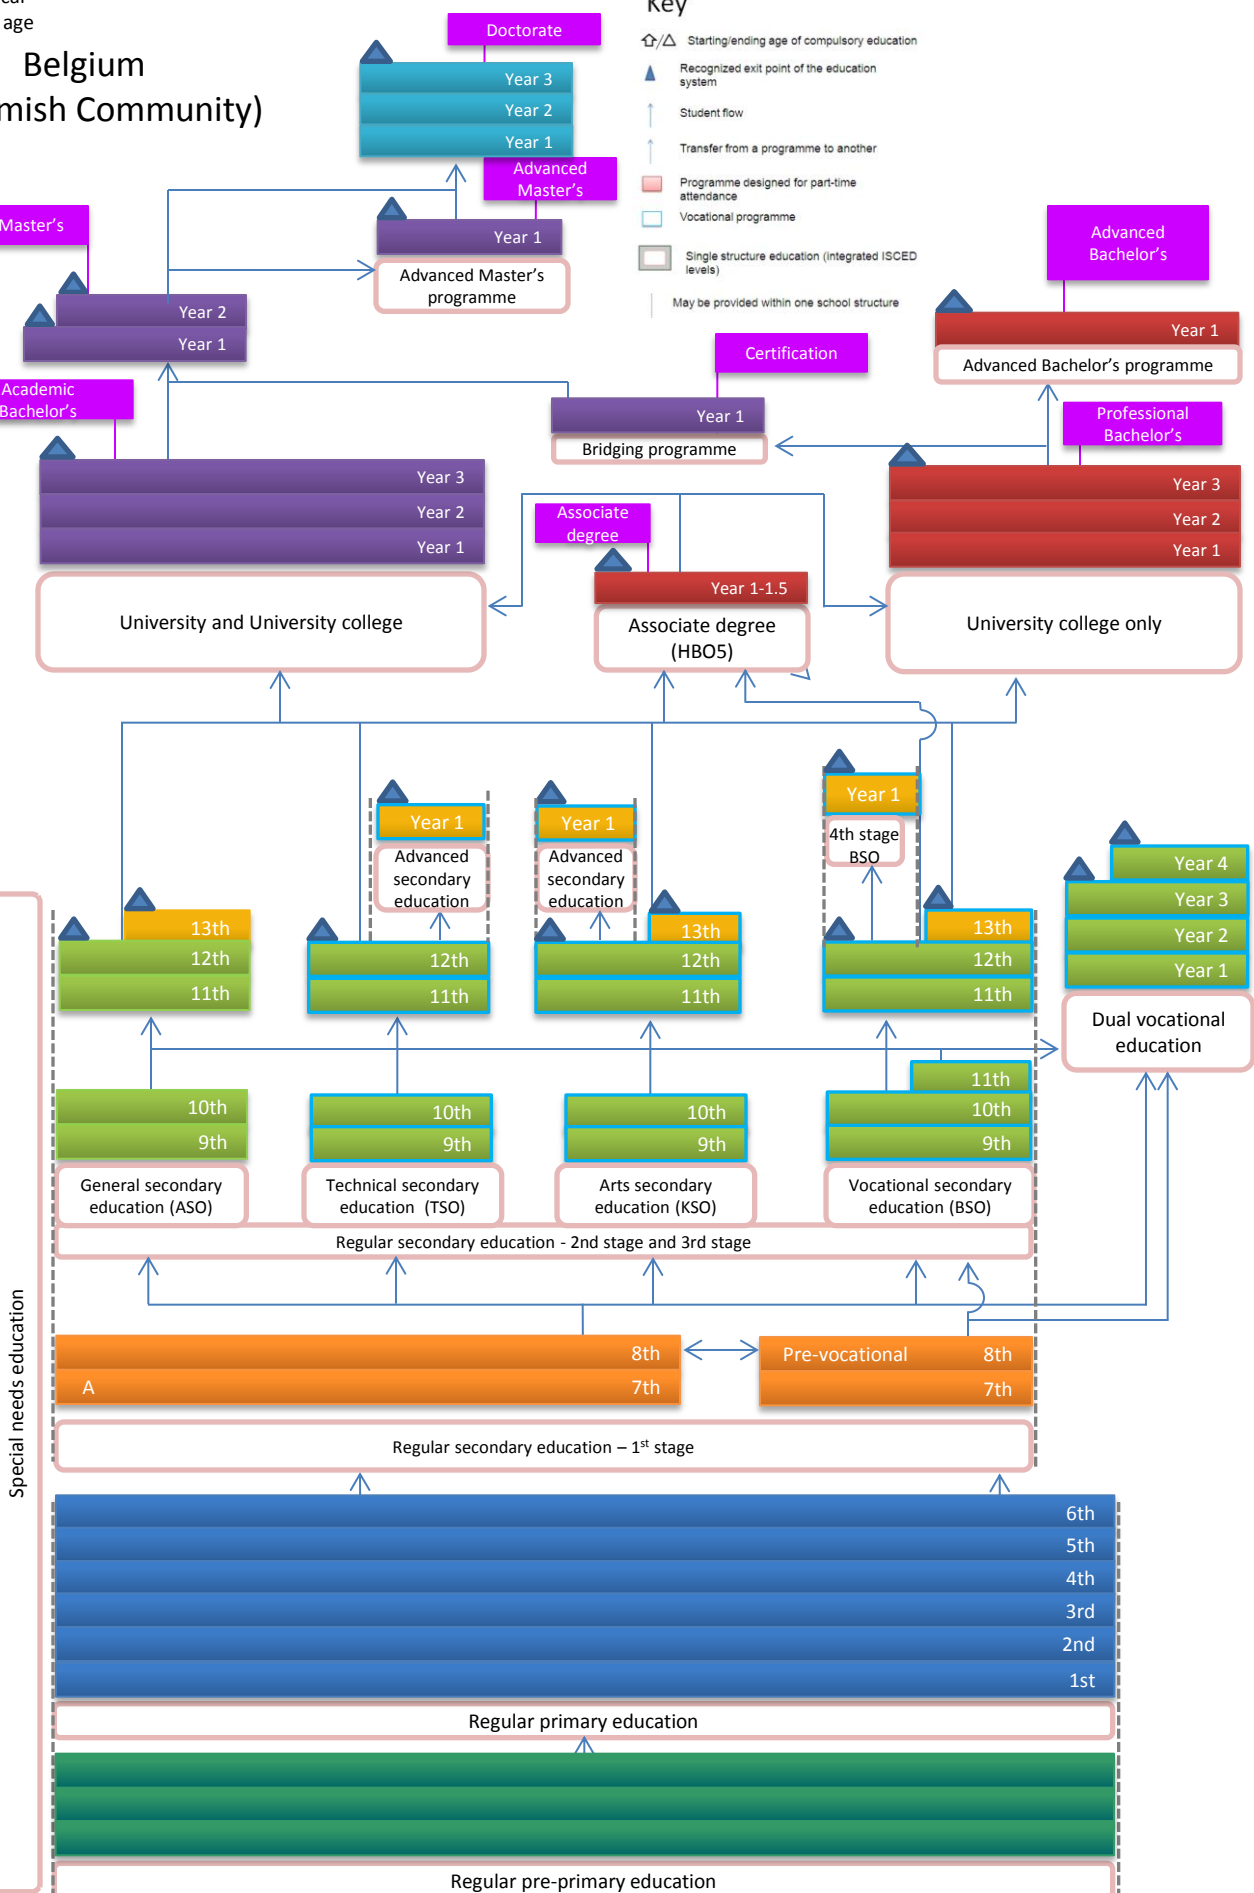 age
Belgium
Key
Starting/ending age of compulsory education
Recognized exit point of the education
system
Student flow
Transfer from a programme to another
Programme designed for part-time
attendance
Vocational programme
Single structure education (integrated ISCED
levels)
May be provided within one school structure
Doctorate
Year 3
Year 2
Year 1
Advanced
Master's
Year 1
Advanced Master's
programme
Master's
Year 2
Year 1
Advanced
Bachelor's
Year 1
Advanced Bachelor's programme
Certification
Year 1
Bridging programme
Academic
Bachelor's
Year 3
Year 2
Year 1
University and University college
Associate
degree
Year 1-1.5
Associate degree
(HBO5)
Professional
Bachelor's
Year 3
Year 2
Year 1
University college only
Year 1
Advanced
secondary
education
Year 1
Advanced
secondary
education
Year 1
4th stage
BSO
13th
12th
11th
12th
11th
13th
12th
11th
13th
12th
11th
Year 4
Year 3
Year 2
Year 1
Dual vocational
education
10th
9th
10th
9th
10th
9th
11th
10th
9th
General secondary
education (ASO)
Technical secondary
education (TSO)
Arts secondary
education (KSO)
Vocational secondary
education (BSO)
Regular secondary education - 2nd stage and 3rd stage
8th
A 7th
Pre-vocational 8th
7th
Regular secondary education – 1st stage
Special needs education
6th
5th
4th
3rd
2nd
1st
Regular primary education
Regular pre-primary education